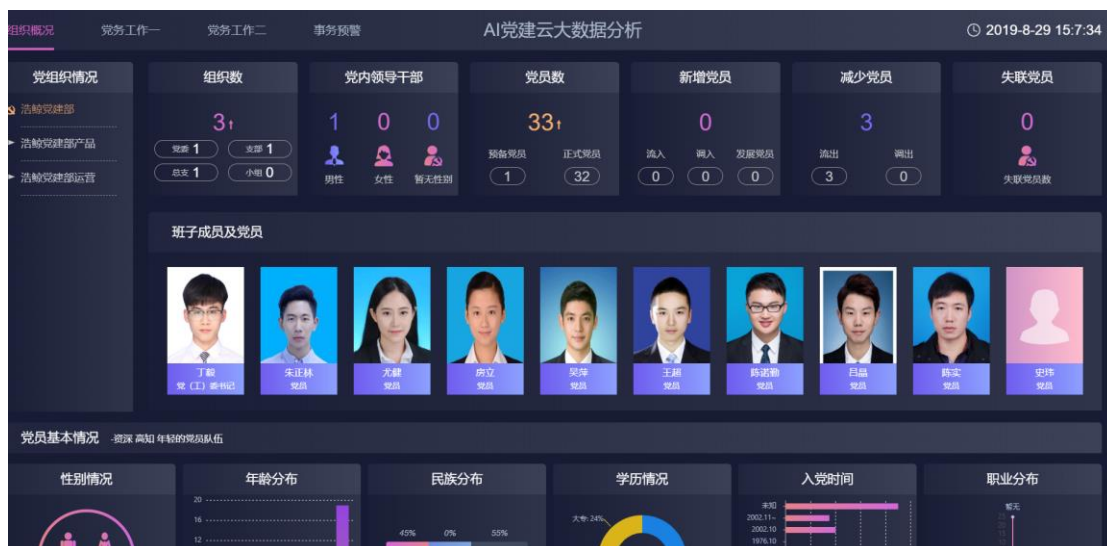 组织概况 党务工作一 党务工作二 事务预警 AI党建云大数据分析 2019-8-29 15:7:34
党组织情况 组织数 党内领导干部 党员数 新增党员 减少党员 失联党员
浩鲸党建部
浩鲸党建部产品
浩鲸党建部运营
3↑ 1 0 0 33↑ 0 3 0
党委 1 支部 1
总支 1 小组 0
男性 女性 暂无性别
预备党员 正式党员
1 32
流入 调入 发展党员
0 0 0
流出 调出
3 0
失联党员数
班子成员及党员
丁毅 朱正林 尤健 房立 吴萍 王超 陈诺勤 吕晶 陈实 史玮
党（工）委书记 党员 党员 党员 党员 党员 党员 党员 党员 党员
党员基本情况 -资深 高知 年轻的党员队伍
性别情况 年龄分布 民族分布 学历情况 入党时间 职业分布
20
16
12
45% 0% 55%
大专: 24%
未知
2002.11~
2002.10
1976.10
暂无